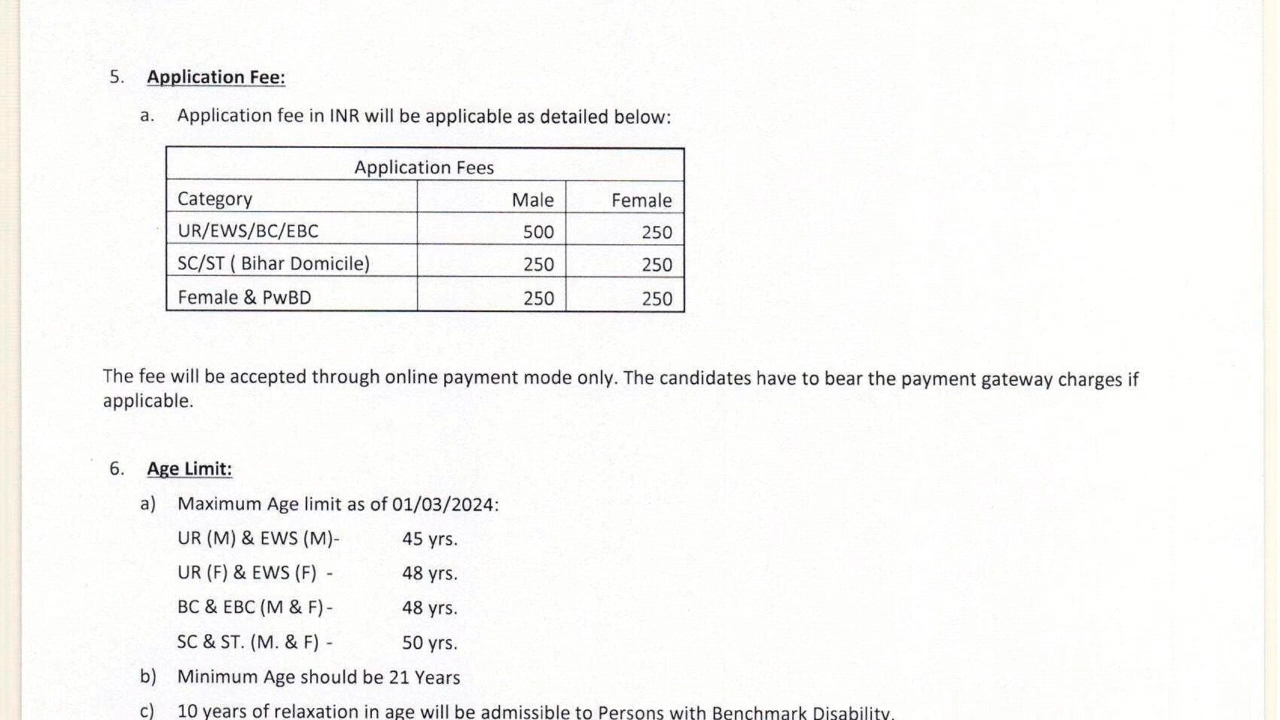 5. Application Fee:
a. Application fee in INR will be applicable as detailed below:
Application Fees
Category Male Female
UR/EWS/BC/EBC 500 250
SC/ST ( Bihar Domicile) 250 250
Female & PwBD 250 250
The fee will be accepted through online payment mode only. The candidates have to bear the payment gateway charges if
applicable.
6. Age Limit:
a) Maximum Age limit as of 01/03/2024:
UR (M) & EWS (M)- 45 yrs.
UR (F) & EWS (F) - 48 yrs.
BC & EBC (M & F) - 48 yrs.
SC & ST. (M. & F) - 50 yrs.
b) Minimum Age should be 21 Years
c) 10 years of relaxation in age will be admissible to Persons with Benchmark Disability.